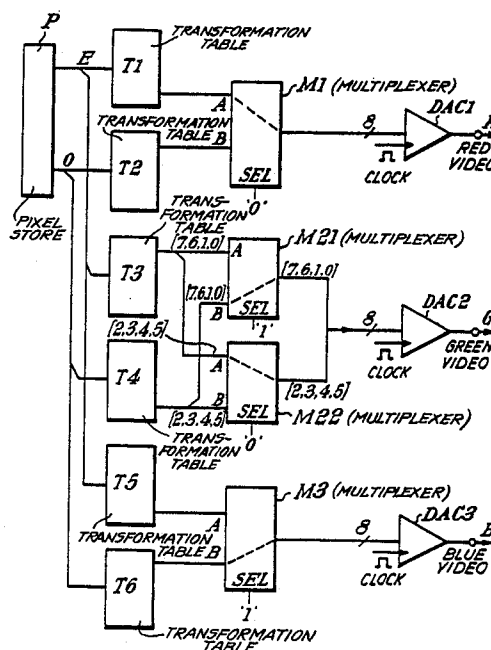 P
E
TRANSFORMATION
TABLE
T1
M1 (MULTIPLEXER)
A
B
SEL
'0'
8
DAC1
CLOCK
RED
VIDEO
TRANSFORMATION
TABLE
T2
O
PIXEL
STORE
TRANS-
FORMATION
TABLE
[7,6,1,0]
T3
A
M21 (MULTIPLEXER)
[7,6,1,0]
[7,6,1,0]
B
SEL
'1'
[2,3,4,5]
8
DAC2
G
CLOCK
GREEN
VIDEO
T4
A
B
[2,3,4,5]
[2,3,4,5]
SEL
M22 (MULTIPLEXER)
'0'
TRANS-
FORMATION
TABLE
T5
M3 (MULTIPLEXER)
A
TRANSFORMATION
TABLE
B
SEL
'1'
8
DAC3
B
CLOCK
BLUE
VIDEO
T6
TRANSFORMATION
TABLE